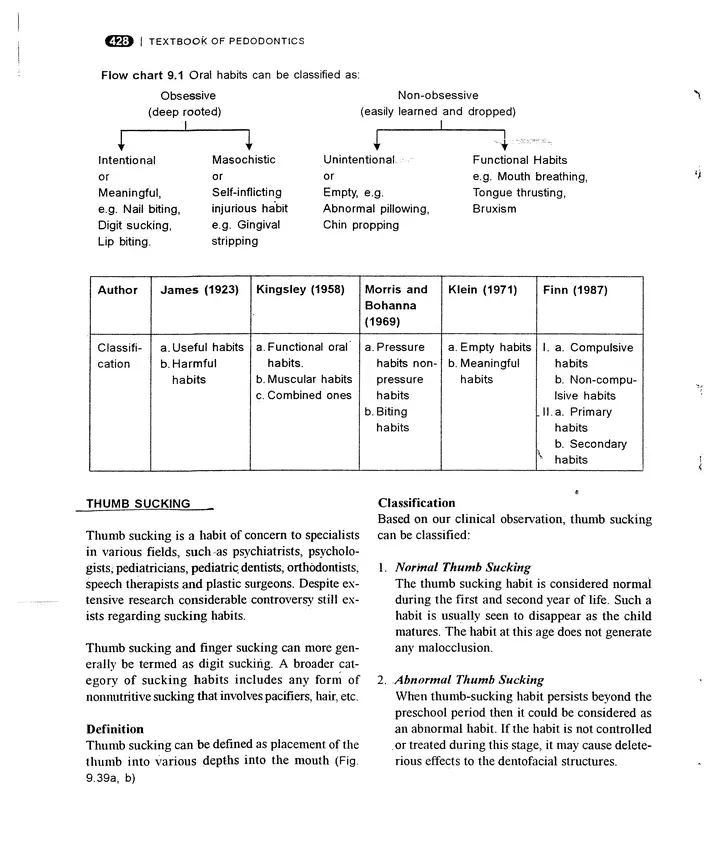 428 | TEXTBOOK OF PEDODONTICS
Flow chart 9.1 Oral habits can be classified as:
Obsessive
(deep rooted)
Non-obsessive
(easily learned and dropped)
Intentional
or
Meaningful,
e.g. Nail biting,
Digit sucking,
Lip biting.
Masochistic
or
Self-inflicting
injurious habit
e.g. Gingival
stripping
Unintentional
or
Empty, e.g.
Abnormal pillowing,
Chin propping
Functional Habits
e.g. Mouth breathing,
Tongue thrusting,
Bruxism
Author
James (1923)
Kingsley (1958)
Morris and
Bohanna
(1969)
Klein (1971)
Finn (1987)
Classifi-
cation
a. Useful habits
b. Harmful
habits
a. Functional oral
habits.
b. Muscular habits
c. Combined ones
a. Pressure
habits non-
pressure
habits
b. Biting
habits
a. Empty habits
b. Meaningful
habits
I. a. Compulsive
habits
b. Non-compu-
lsive habits
II. a. Primary
habits
b. Secondary
habits
THUMB SUCKING
Thumb sucking is a habit of concern to specialists
in various fields, such as psychiatrists, psycholo-
gists, pediatricians, pediatric dentists, orthodontists,
speech therapists and plastic surgeons. Despite ex-
tensive research considerable controversy still ex-
ists regarding sucking habits.
Thumb sucking and finger sucking can more gen-
erally be termed as digit sucking. A broader cat-
egory of sucking habits includes any form of
nonnutritive sucking that involves pacifiers, hair, etc.
Definition
Thumb sucking can be defined as placement of the
thumb into various depths into the mouth (Fig.
9.39a, b)
Classification
Based on our clinical observation, thumb sucking
can be classified:
1. Normal Thumb Sucking
The thumb sucking habit is considered normal
during the first and second year of life. Such a
habit is usually seen to disappear as the child
matures. The habit at this age does not generate
any malocclusion.
2. Abnormal Thumb Sucking
When thumb-sucking habit persists beyond the
preschool period then it could be considered as
an abnormal habit. If the habit is not controlled
or treated during this stage, it may cause delete-
rious effects to the dentofacial structures.